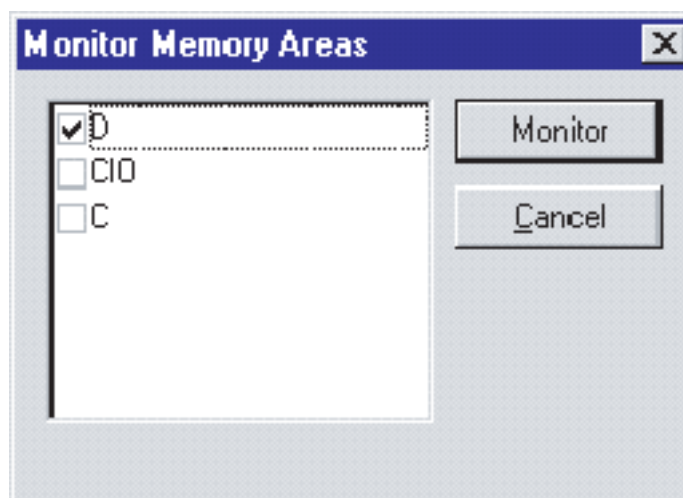 Monitor Memory Areas
D
CIO
C
Monitor
Cancel